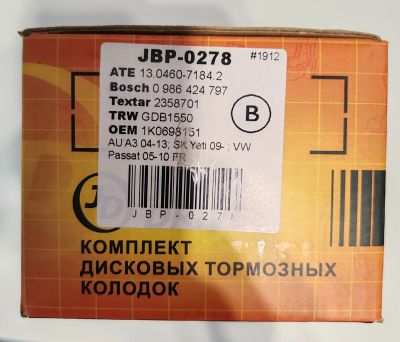 JBP-0278 #1912
ATE 13.0460-7184.2
Bosch 0 986 424 797
Textar 2358701
TRW GDB1550
OEM 1K0698151
B
AU A3 04-13; SK Yeti 09- ; VW
Passat 05-10 FR
JD
JBP-027
КОМПЛЕКТ
ДИСКОВЫХ ТОРМОЗНЫХ
КОЛОДОК